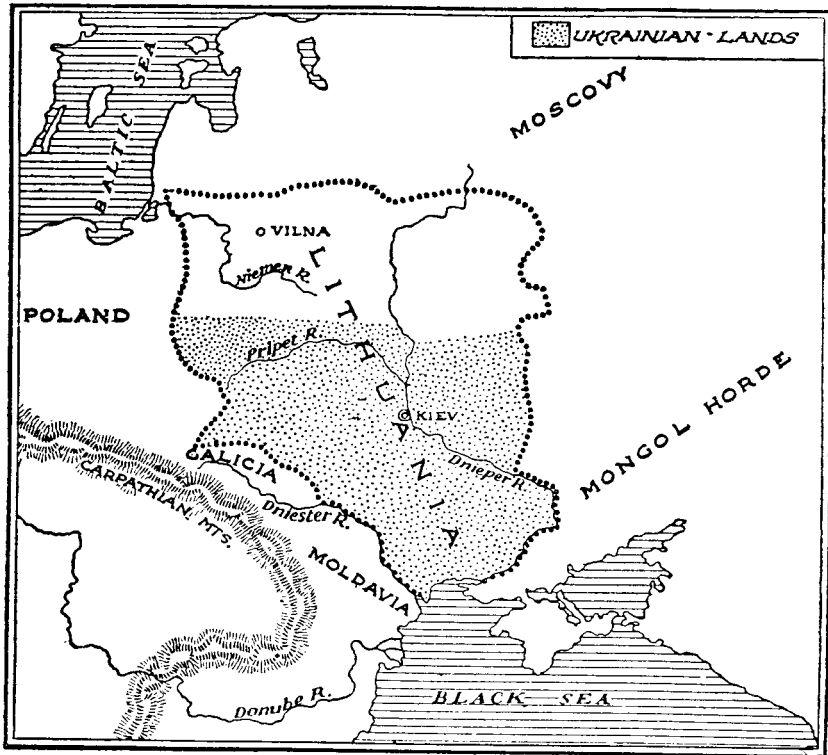 UKRAINIAN-LANDS
MOSCOVY
BALTIC SEA
VILNA
Niemen R.
LITHUANIA
POLAND
Pripet R.
KIEV
MONGOL HORDE
GALICIA
Dnieper R.
CARPATHIAN MTS.
Dniester R.
MOLDAVIA
Donube R.
BLACK SEA